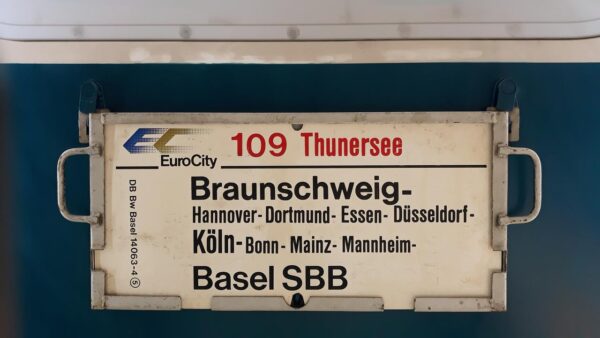 EC
EuroCity
109 Thunersee
Braunschweig-
Hannover- Dortmund- Essen- Düsseldorf-
Köln- Bonn- Mainz- Mannheim-
Basel SBB
DB Bw Basel 14063-4 ⑤